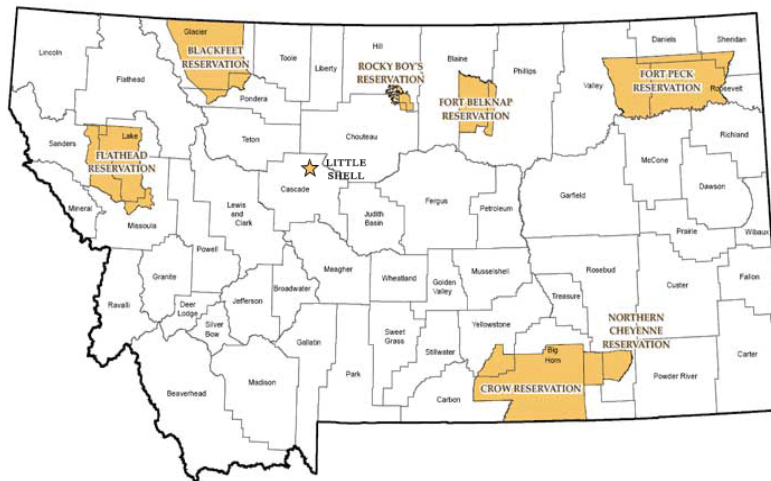 Lincoln
Flathead
Glacier
BLACKFEET
RESERVATION
Toole
Liberty
Hill
ROCKY BOY'S
RESERVATION
Blaine
FORT BELKNAP
RESERVATION
Phillips
Valley
Daniels
Sheridan
FORT PECK
RESERVATION
Roosevelt
Pondera
Teton
Chouteau
Richland
Sanders
Lake
FLATHEAD
RESERVATION
LITTLE
SHELL
Cascade
McCone
Dawson
Mineral
Missoula
Lewis
and
Clark
Judith
Basin
Fergus
Petroleum
Garfield
Prairie
Wibaux
Powell
Granite
Ravalli
Deer
Lodge
Silver
Bow
Jefferson
Broadwater
Meagher
Wheatland
Golden
Valley
Musselshell
Rosebud
Treasure
Custer
Fallon
Gallatin
Park
Sweet
Grass
Stillwater
Yellowstone
Big
Horn
NORTHERN
CHEYENNE
RESERVATION
Carter
Powder River
Beaverhead
Madison
Carbon
CROW RESERVATION